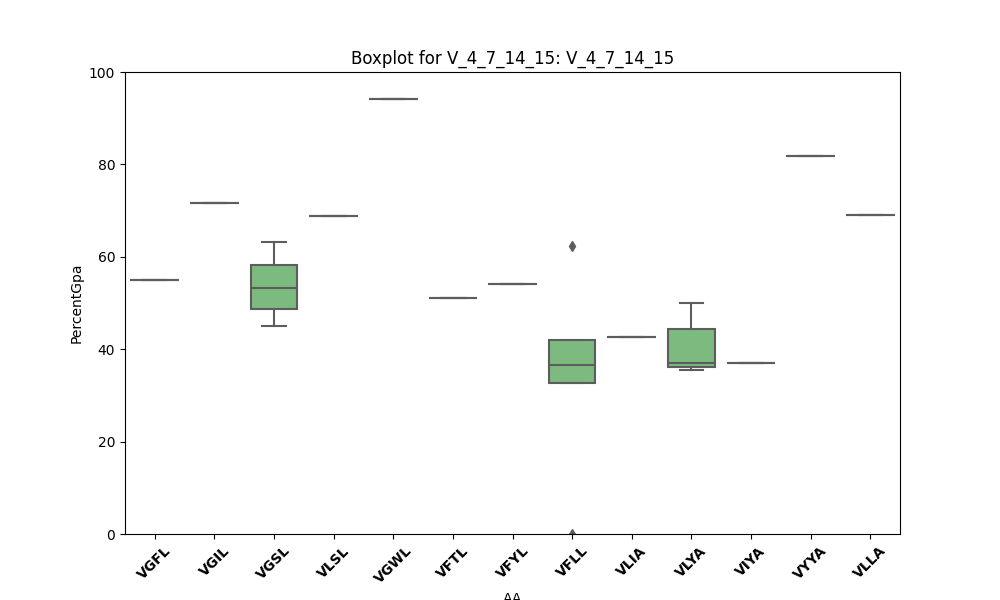 Boxplot for V_4_7_14_15: V_4_7_14_15
100
80
60
40
20
0
PercentGpa
VGFL VGIL VGSL VLSL VGWL VFTL VFYL VFLL VLIA VLYA VIYA VYYA VLLA
AA